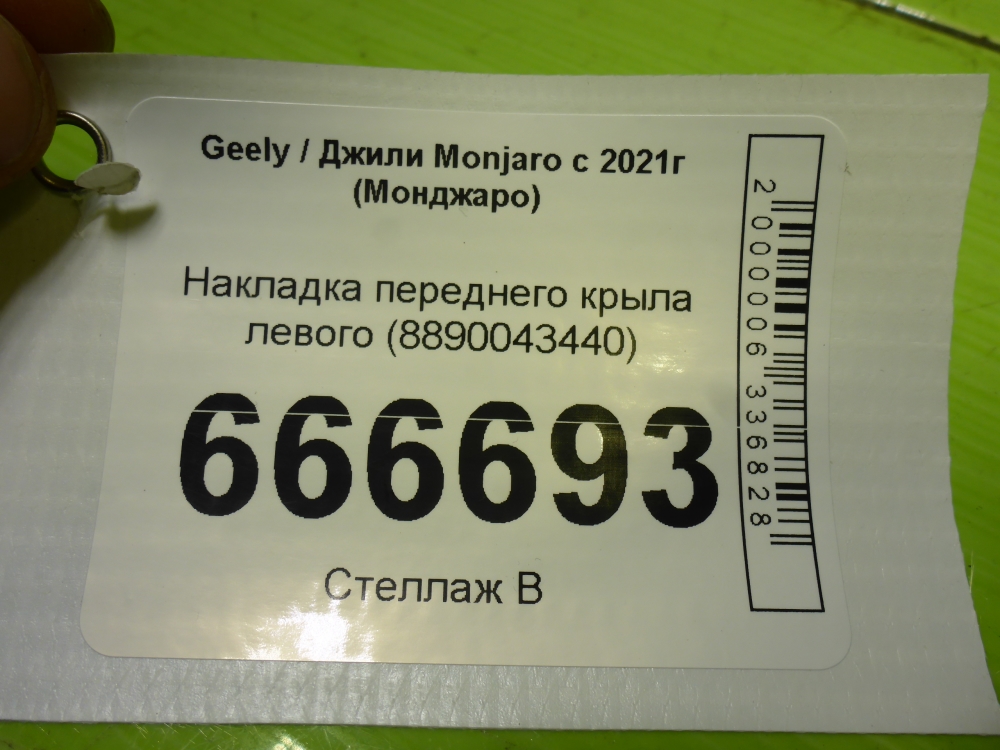 Geely / Джили Monjaro с 2021г
(Монджаро)
Накладка переднего крыла
левого (8890043440)
666693
Стеллаж В
2000006336828